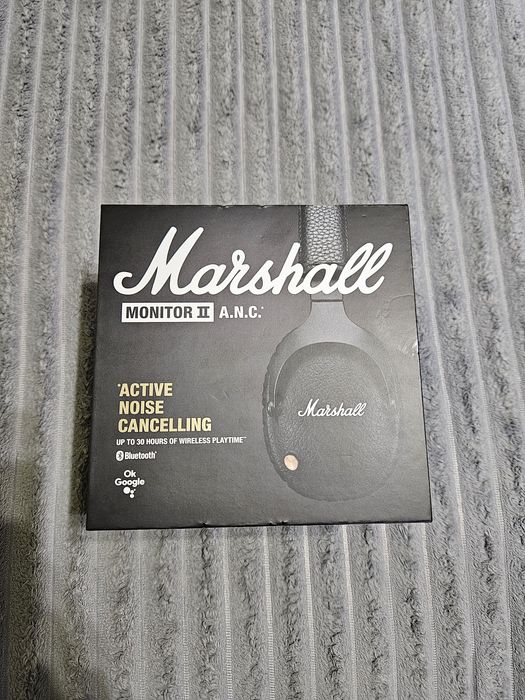 Marshall
MONITOR II A.N.C.*
*ACTIVE
NOISE
CANCELLING
UP TO 30 HOURS OF WIRELESS PLAYTIME**
Bluetooth®
Ok
Google
Marshall